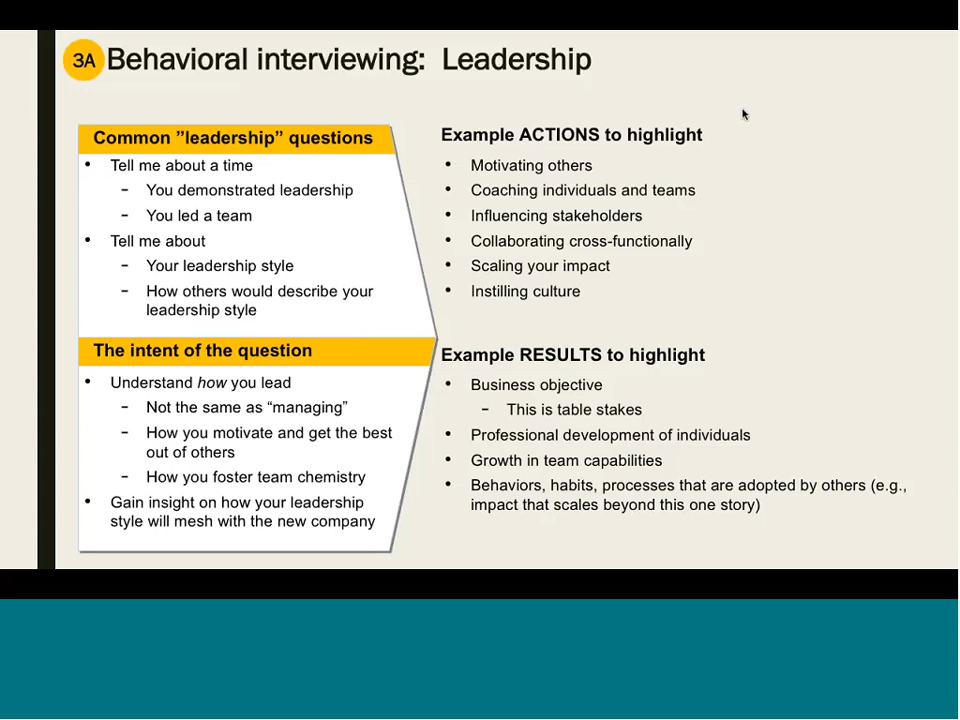 3A Behavioral interviewing: Leadership
Common ”leadership” questions
• Tell me about a time
– You demonstrated leadership
– You led a team
• Tell me about
– Your leadership style
– How others would describe your
leadership style
The intent of the question
• Understand how you lead
– Not the same as “managing”
– How you motivate and get the best
out of others
– How you foster team chemistry
• Gain insight on how your leadership
style will mesh with the new company
Example ACTIONS to highlight
• Motivating others
• Coaching individuals and teams
• Influencing stakeholders
• Collaborating cross-functionally
• Scaling your impact
• Instilling culture
Example RESULTS to highlight
• Business objective
– This is table stakes
• Professional development of individuals
• Growth in team capabilities
• Behaviors, habits, processes that are adopted by others (e.g.,
impact that scales beyond this one story)